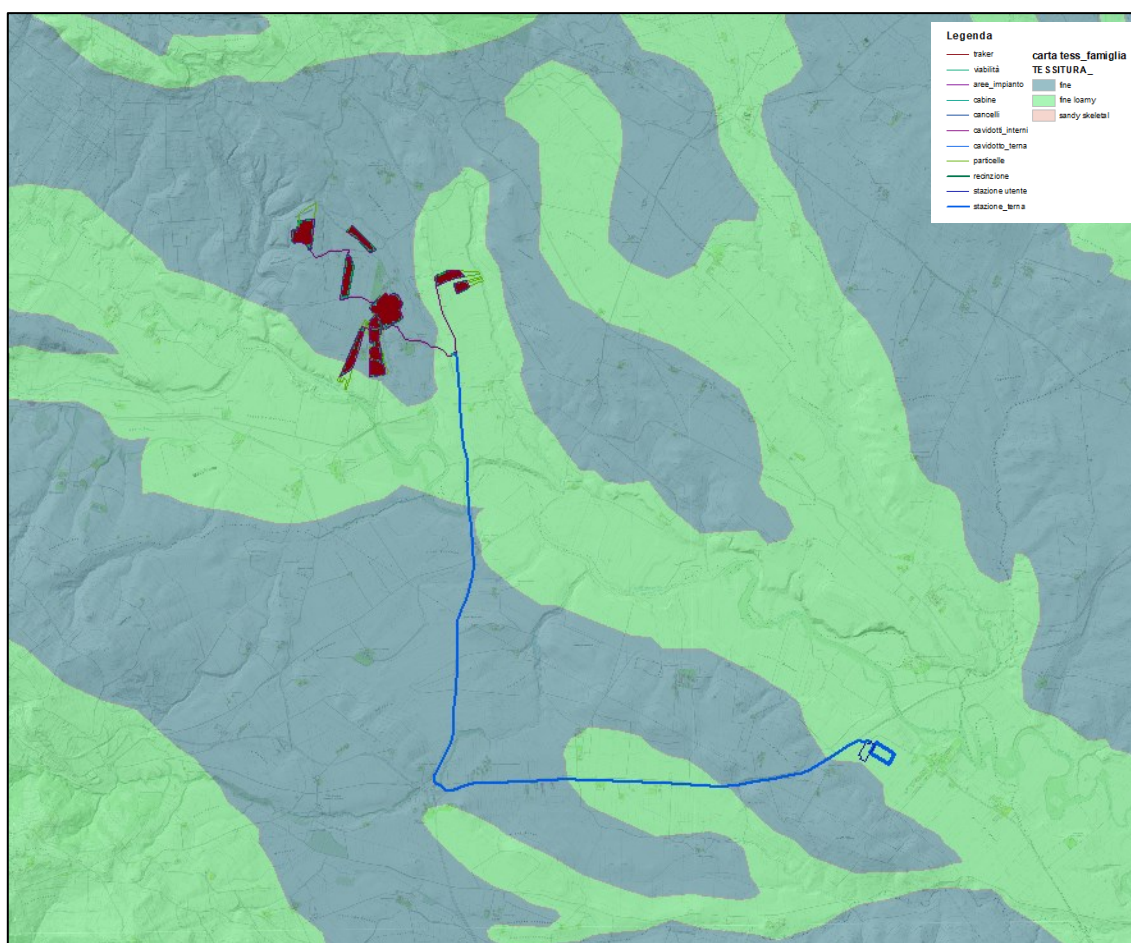 Legenda
traker
viabilità
aree_impianto
cabine
cancelli
cavidotti_interni
cavidotto_terna
particelle
recinzione
stazione utente
stazione_terna
carta tess_famiglia
TESSITURA_
fine
fine loamy
sandy skeletal